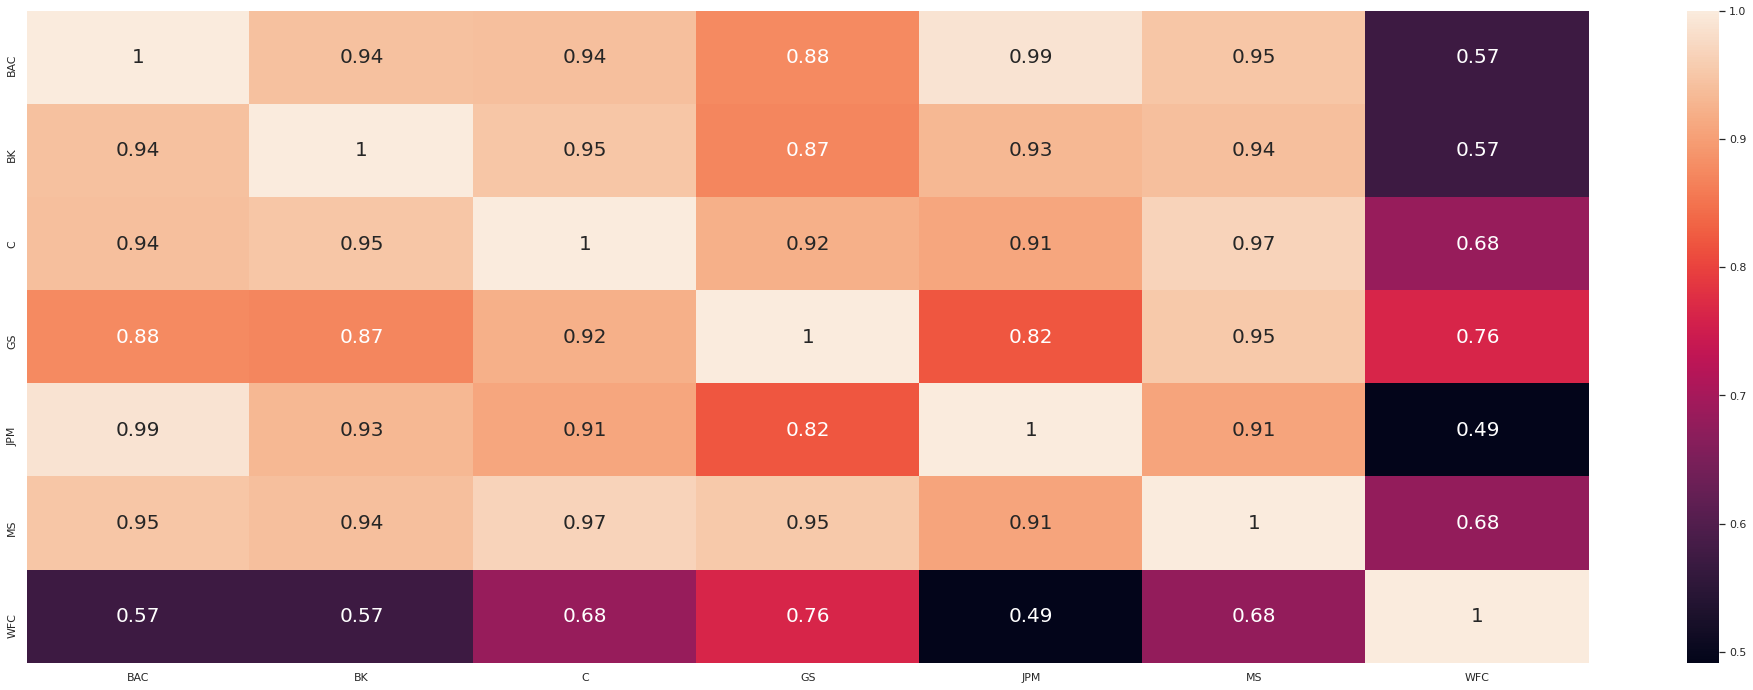 1.0
BAC 1 0.94 0.94 0.88 0.99 0.95 0.57
0.9
BK 0.94 1 0.95 0.87 0.93 0.94 0.57
C 0.94 0.95 1 0.92 0.91 0.97 0.68
0.8
GS 0.88 0.87 0.92 1 0.82 0.95 0.76
0.7
JPM 0.99 0.93 0.91 0.82 1 0.91 0.49
MS 0.95 0.94 0.97 0.95 0.91 1 0.68
0.6
WFC 0.57 0.57 0.68 0.76 0.49 0.68 1
0.5
BAC BK C GS JPM MS WFC